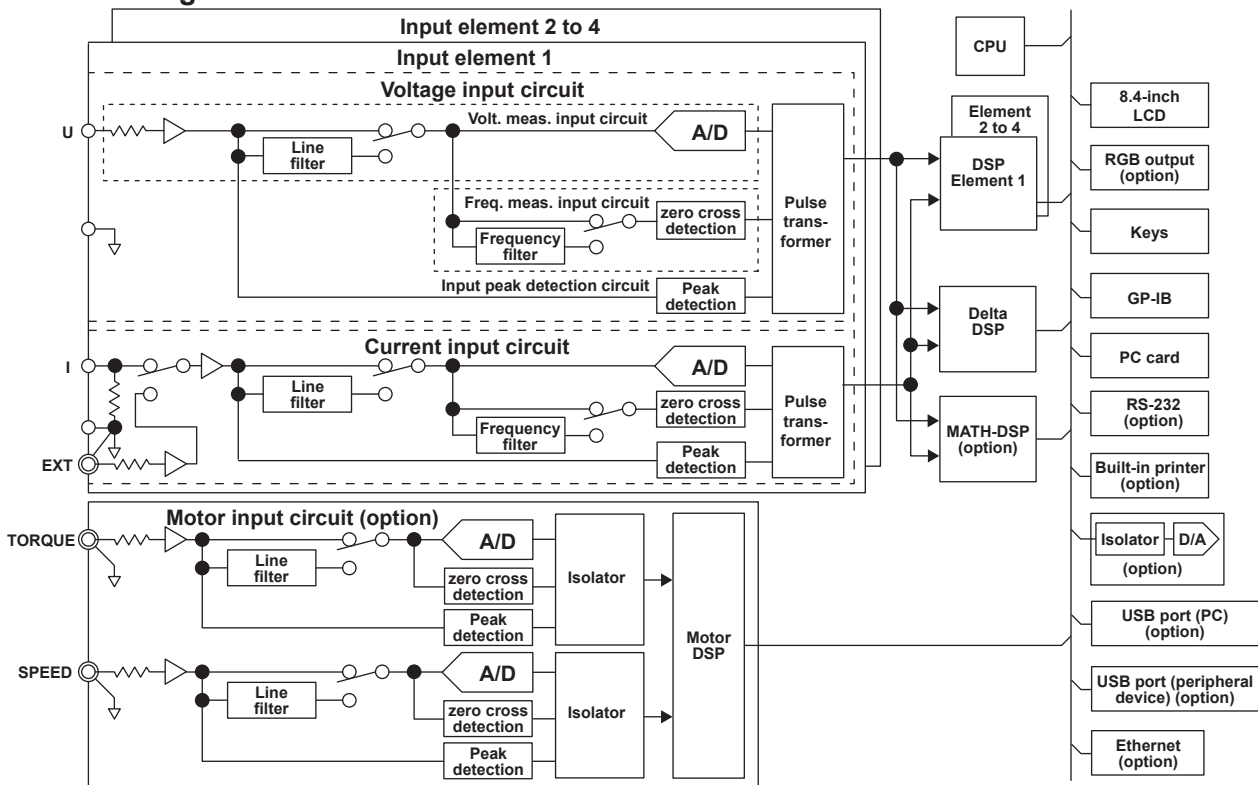 g
Input element 2 to 4
Input element 1
Voltage input circuit
U
Volt. meas. input circuit
A/D
Line
filter
Freq. meas. input circuit
zero cross
detection
Frequency
filter
Input peak detection circuit
Peak
detection
Pulse
trans-
former
Current input circuit
I
A/D
Line
filter
zero cross
detection
Frequency
filter
Peak
detection
Pulse
trans-
former
EXT
Motor input circuit (option)
TORQUE
A/D
Line
filter
zero cross
detection
Peak
detection
Isolator
SPEED
A/D
Line
filter
zero cross
detection
Peak
detection
Isolator
Motor
DSP
CPU
Element
2 to 4
DSP
Element 1
Delta
DSP
MATH-DSP
(option)
8.4-inch
LCD
RGB output
(option)
Keys
GP-IB
PC card
RS-232
(option)
Built-in printer
(option)
Isolator
D/A
(option)
USB port (PC)
(option)
USB port (peripheral
device) (option)
Ethernet
(option)